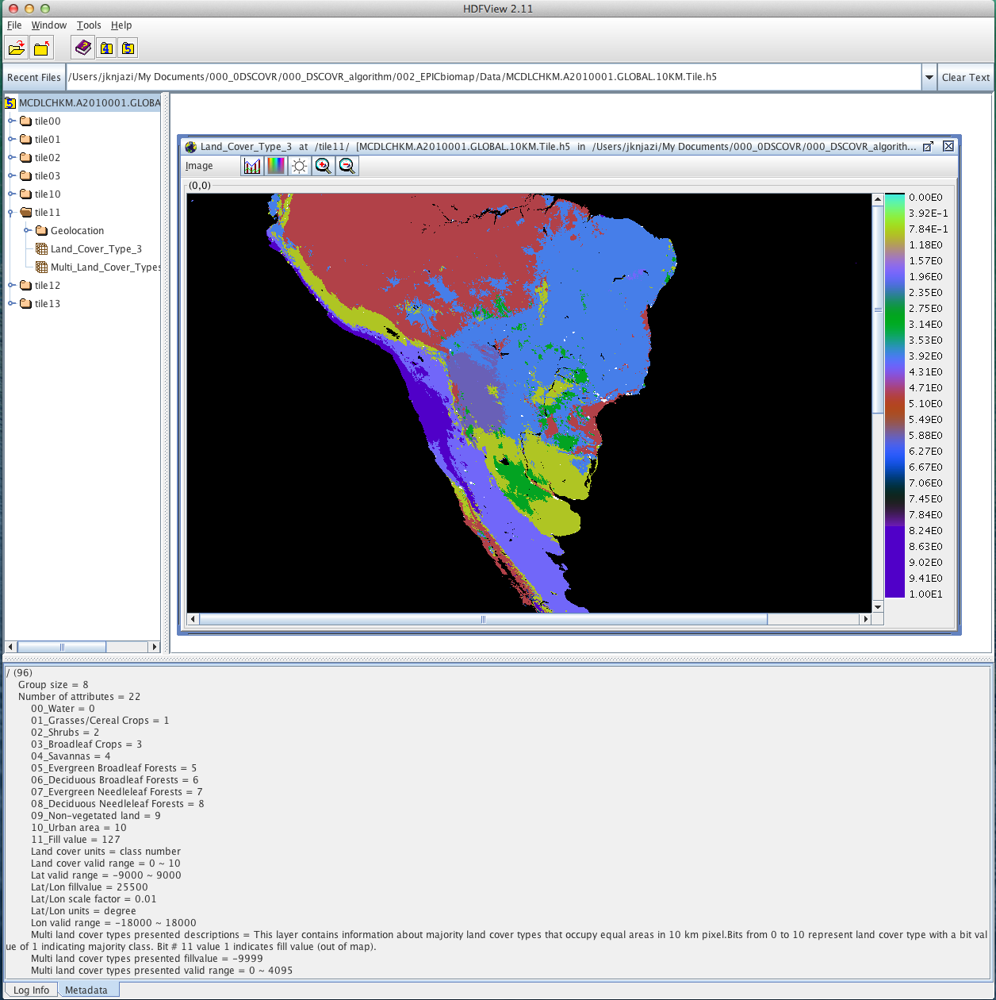 HDFView 2.11
File Window Tools Help
4 5
Recent Files /Users/jknjazi/My Documents/000_0DSCOVR/000_DSCOVR_algorithm/002_EPICbiomap/Data/MCDLCHKM.A2010001.GLOBAL.10KM.Tile.h5 Clear Text
5 MCDLCHKM.A2010001.GLOBA
tile00
tile01
tile02
tile03
tile10
tile11
Geolocation
Land_Cover_Type_3
Multi_Land_Cover_Types
tile12
tile13
Land_Cover_Type_3 at /tile11/ [MCDLCHKM.A2010001.GLOBAL.10KM.Tile.h5 in /Users/jknjazi/My Documents/000_0DSCOVR/000_DSCOVR_algorith...
Image
(0,0)
0.00E0
3.92E-1
7.84E-1
1.18E0
1.57E0
1.96E0
2.35E0
2.75E0
3.14E0
3.53E0
3.92E0
4.31E0
4.71E0
5.10E0
5.49E0
5.88E0
6.27E0
6.67E0
7.06E0
7.45E0
7.84E0
8.24E0
8.63E0
9.02E0
9.41E0
1.00E1
/ (96)
Group size = 8
Number of attributes = 22
00_Water = 0
01_Grasses/Cereal Crops = 1
02_Shrubs = 2
03_Broadleaf Crops = 3
04_Savannas = 4
05_Evergreen Broadleaf Forests = 5
06_Deciduous Broadleaf Forests = 6
07_Evergreen Needleleaf Forests = 7
08_Deciduous Needleleaf Forests = 8
09_Non-vegetated land = 9
10_Urban area = 10
11_Fill value = 127
Land cover units = class number
Land cover valid range = 0 ~ 10
Lat valid range = -9000 ~ 9000
Lat/Lon fillvalue = 25500
Lat/Lon scale factor = 0.01
Lat/Lon units = degree
Lon valid range = -18000 ~ 18000
Multi land cover types presented descriptions = This layer contains information about majority land cover types that occupy equal areas in 10 km pixel.Bits from 0 to 10 represent land cover type with a bit val
ue of 1 indicating majority class. Bit # 11 value 1 indicates fill value (out of map).
Multi land cover types presented fillvalue = -9999
Multi land cover types presented valid range = 0 ~ 4095
Log Info Metadata